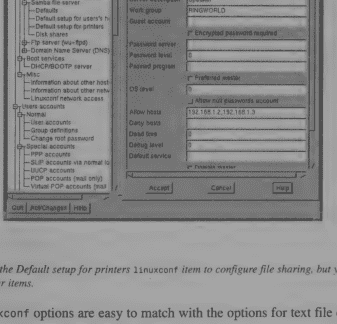 Samba file server
Defaults
Default setup for users's h
Default setup for printers
Disk shares
Ftp server (wu-ftpd)
Domain Name Server (DNS)
Boot services
DHCP/BOOTP server
Misc
Information about other host
Information about other netw
Linuxconf network access
Users accounts
Normal
User accounts
Group definitions
Change root password
Special accounts
PPP accounts
SLIP accounts via normal lo
UUCP accounts
POP accounts (mail only)
Virtual POP accounts (mail
Work group
RINGWORLD
Guest account
Encrypted password required
Password server
Password level
0
Passwd program
Preferred master
OS level
0
Allow null passwords account
Allow hosts
192.168.1.2,192.168.1.3
Deny hosts
Dead time
0
Debug level
0
Default service
Accept
Cancel
Help
Quit
Act/Changes
Help
the Default setup for printers linuxconf item to configure file sharing, but y
r items.
xconf options are easy to match with the options for text file